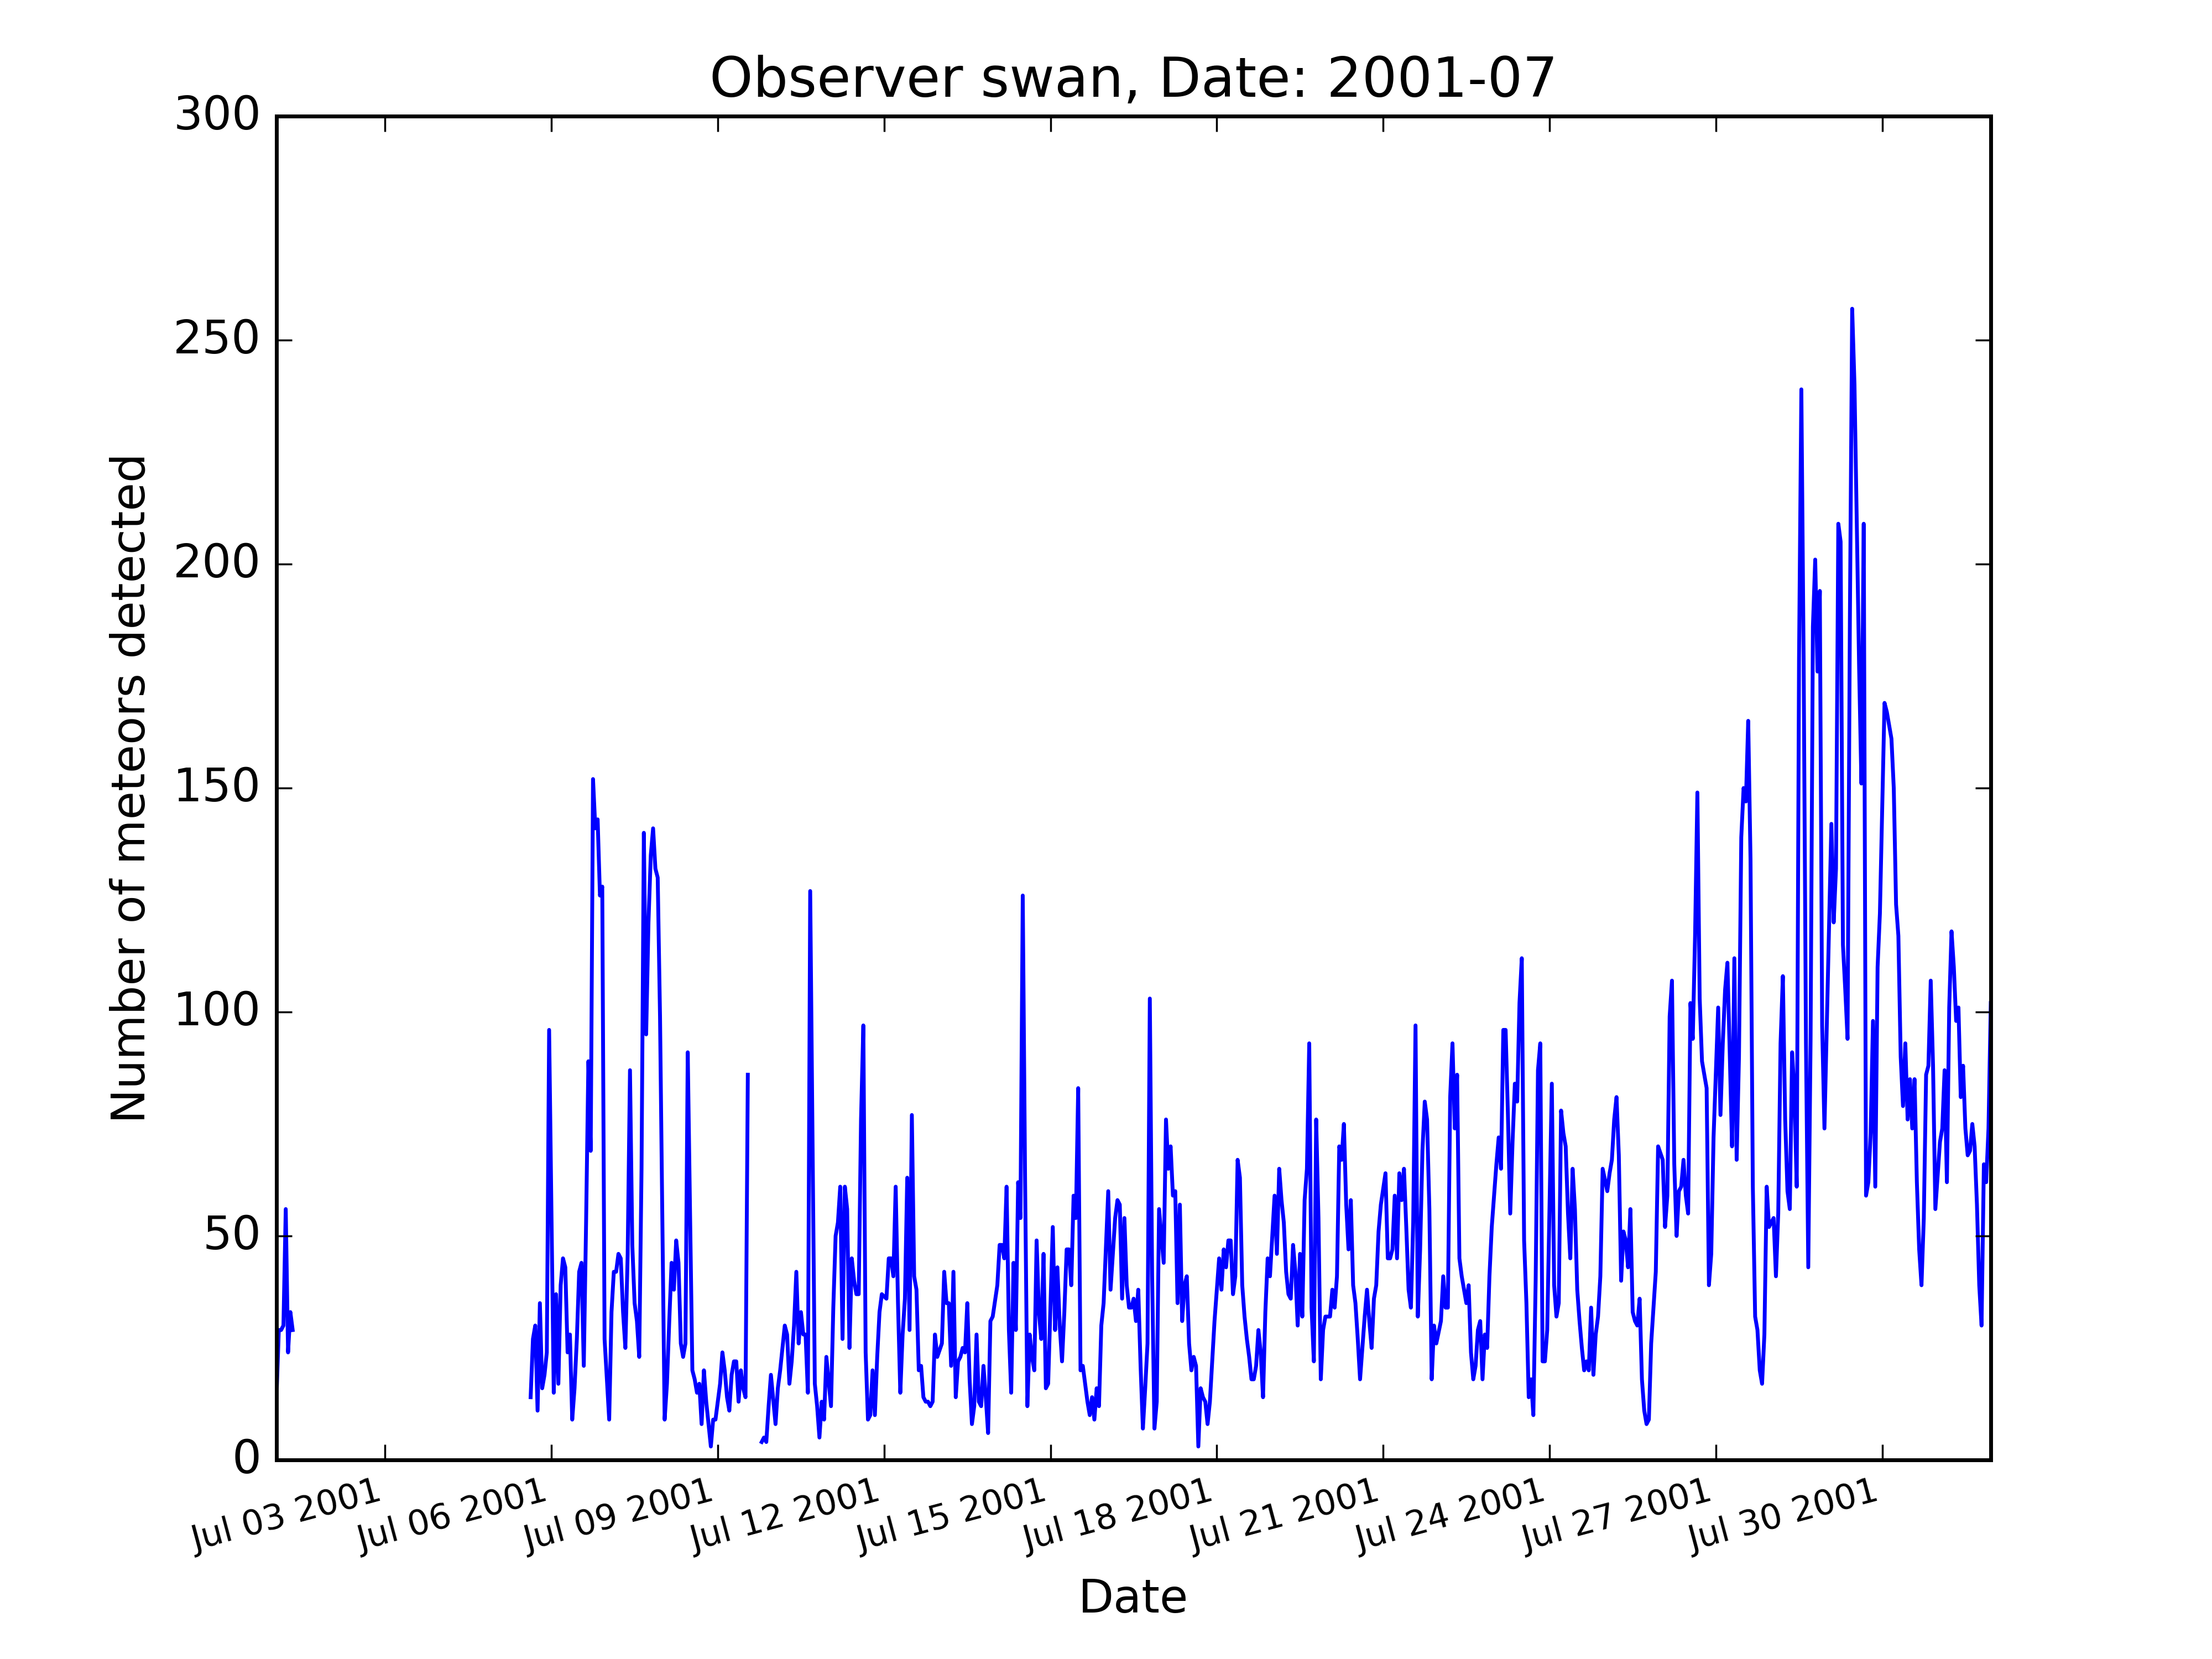 Observer swan, Date: 2001-07
Number of meteors detected
300
250
200
150
100
50
0
Jul 03 2001
Jul 06 2001
Jul 09 2001
Jul 12 2001
Jul 15 2001
Jul 18 2001
Jul 21 2001
Jul 24 2001
Jul 27 2001
Jul 30 2001
Date